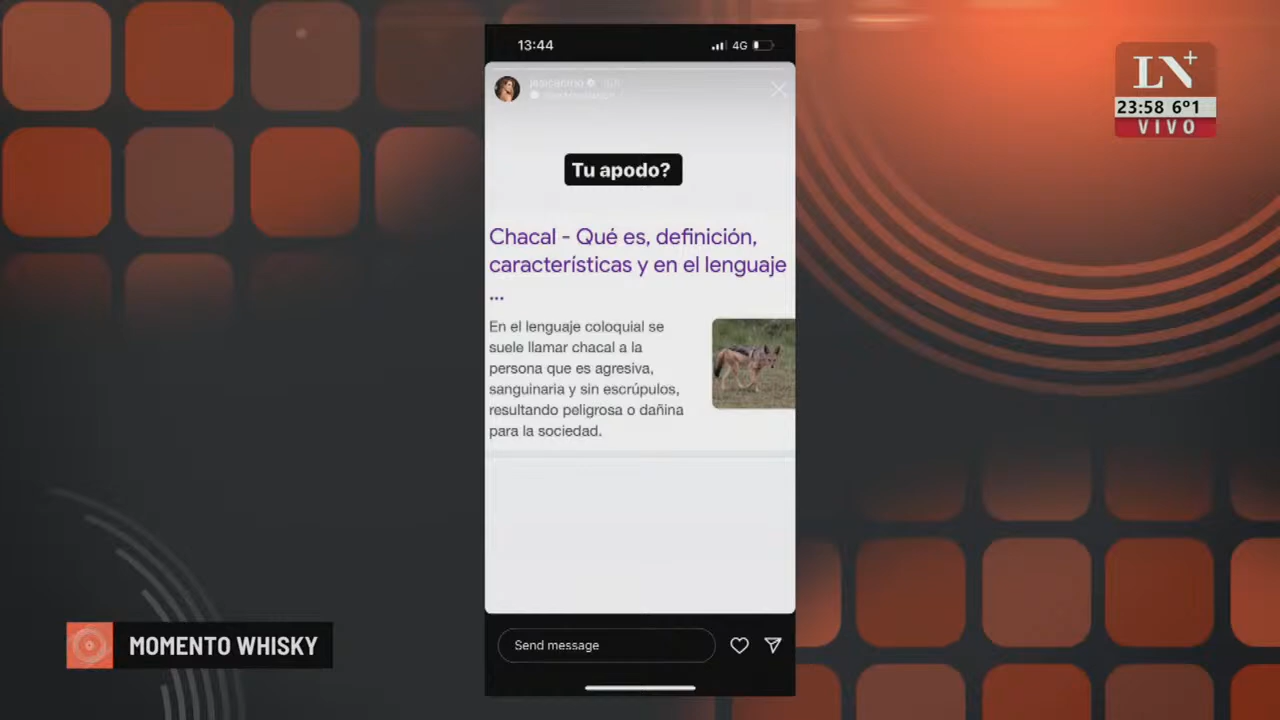 13:44
4G
LN+
23:58 6º1
VIVO
Tu apodo?
Chacal - Qué es, definición,
características y en el lenguaje
...
En el lenguaje coloquial se
suele llamar chacal a la
persona que es agresiva,
sanguinaria y sin escrúpulos,
resultando peligrosa o dañina
para la sociedad.
Send message
MOMENTO WHISKY